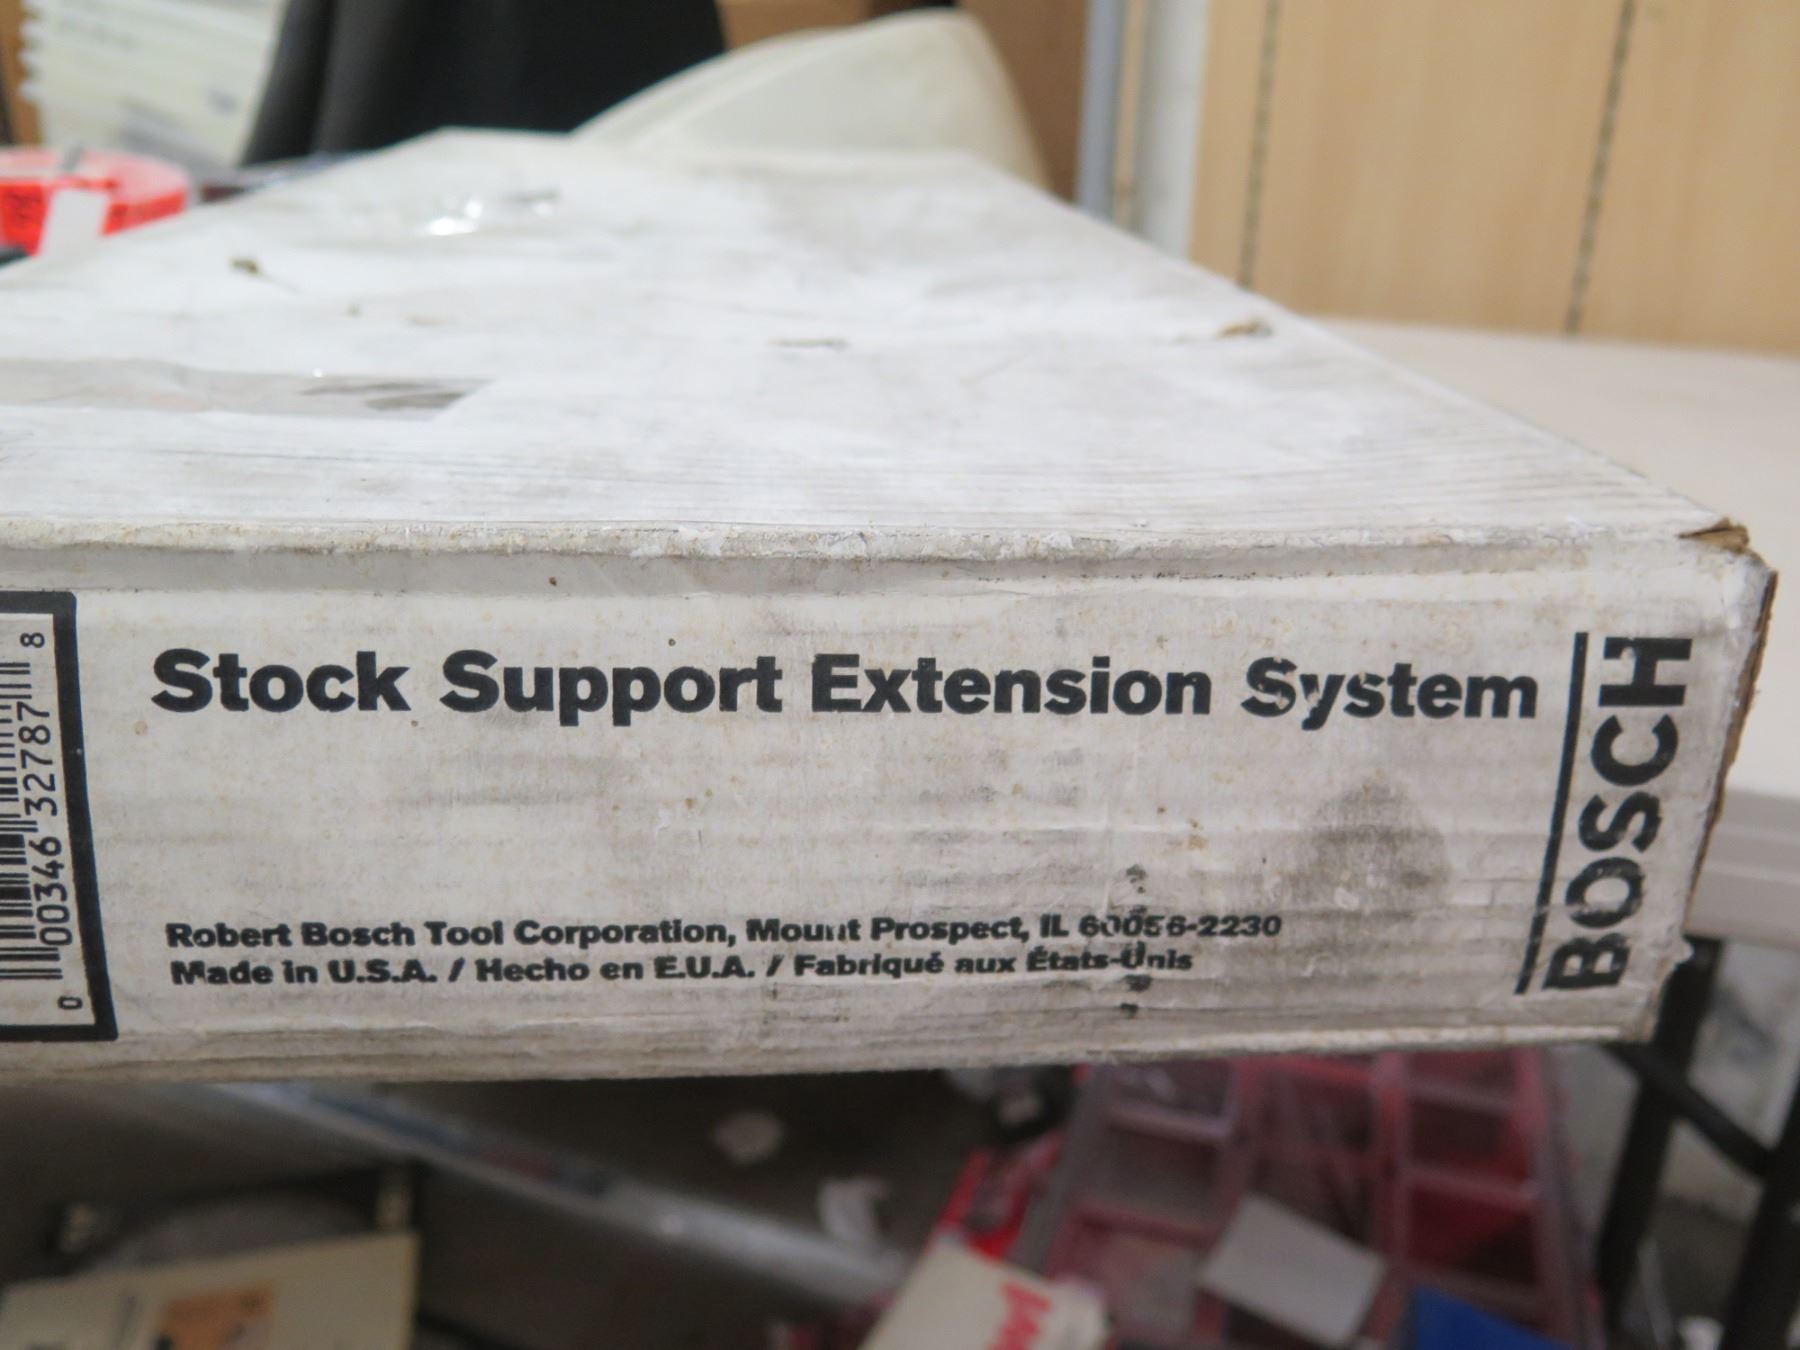 Stock Support Extension System
BOSCH
Robert Bosch Tool Corporation, Mount Prospect, IL 60056-2230
Made in U.S.A. / Hecho en E.U.A. / Fabriqué aux États-Unis
0 00346 32787 8